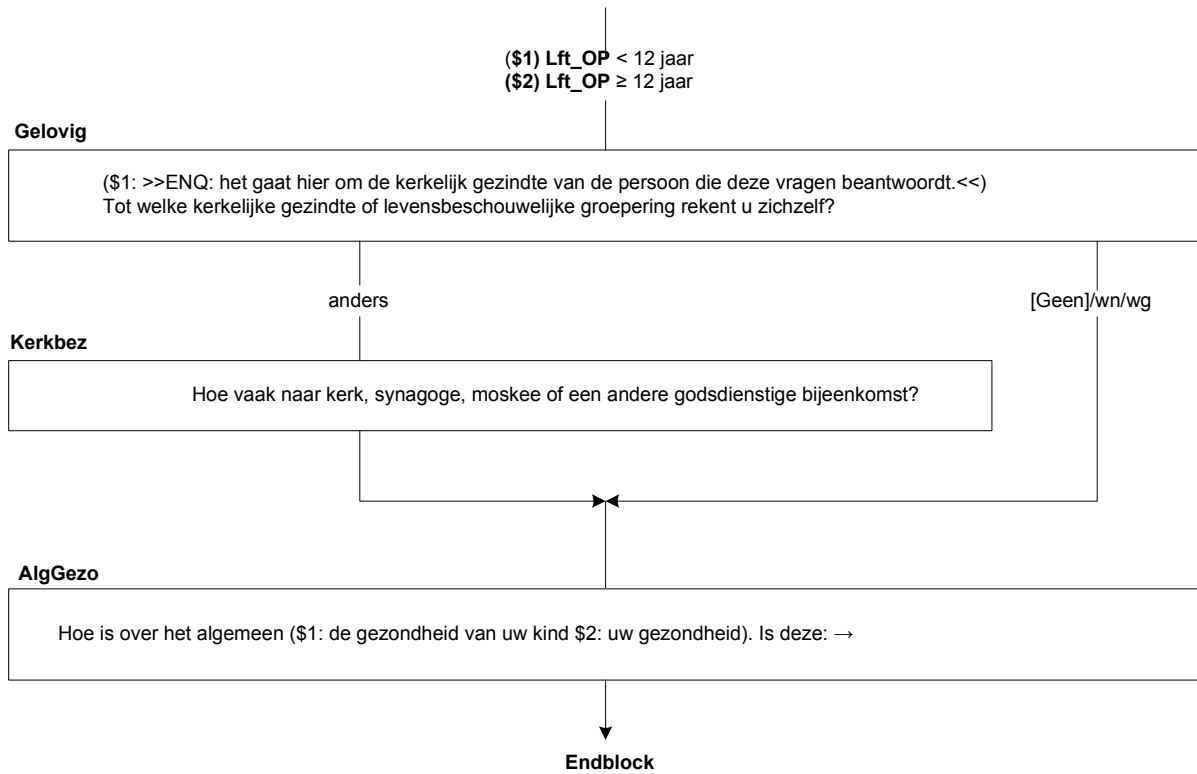 ($1) Lft_OP < 12 jaar
($2) Lft_OP ≥ 12 jaar
Gelovig
($1: >>ENQ: het gaat hier om de kerkelijk gezindte van de persoon die deze vragen beantwoordt.<<)
Tot welke kerkelijke gezindte of levensbeschouwelijke groepering rekent u zichzelf?
anders
[Geen]/wn/wg
Kerkbez
Hoe vaak naar kerk, synagoge, moskee of een andere godsdienstige bijeenkomst?
AlgGezo
Hoe is over het algemeen ($1: de gezondheid van uw kind $2: uw gezondheid). Is deze: →
Endblock